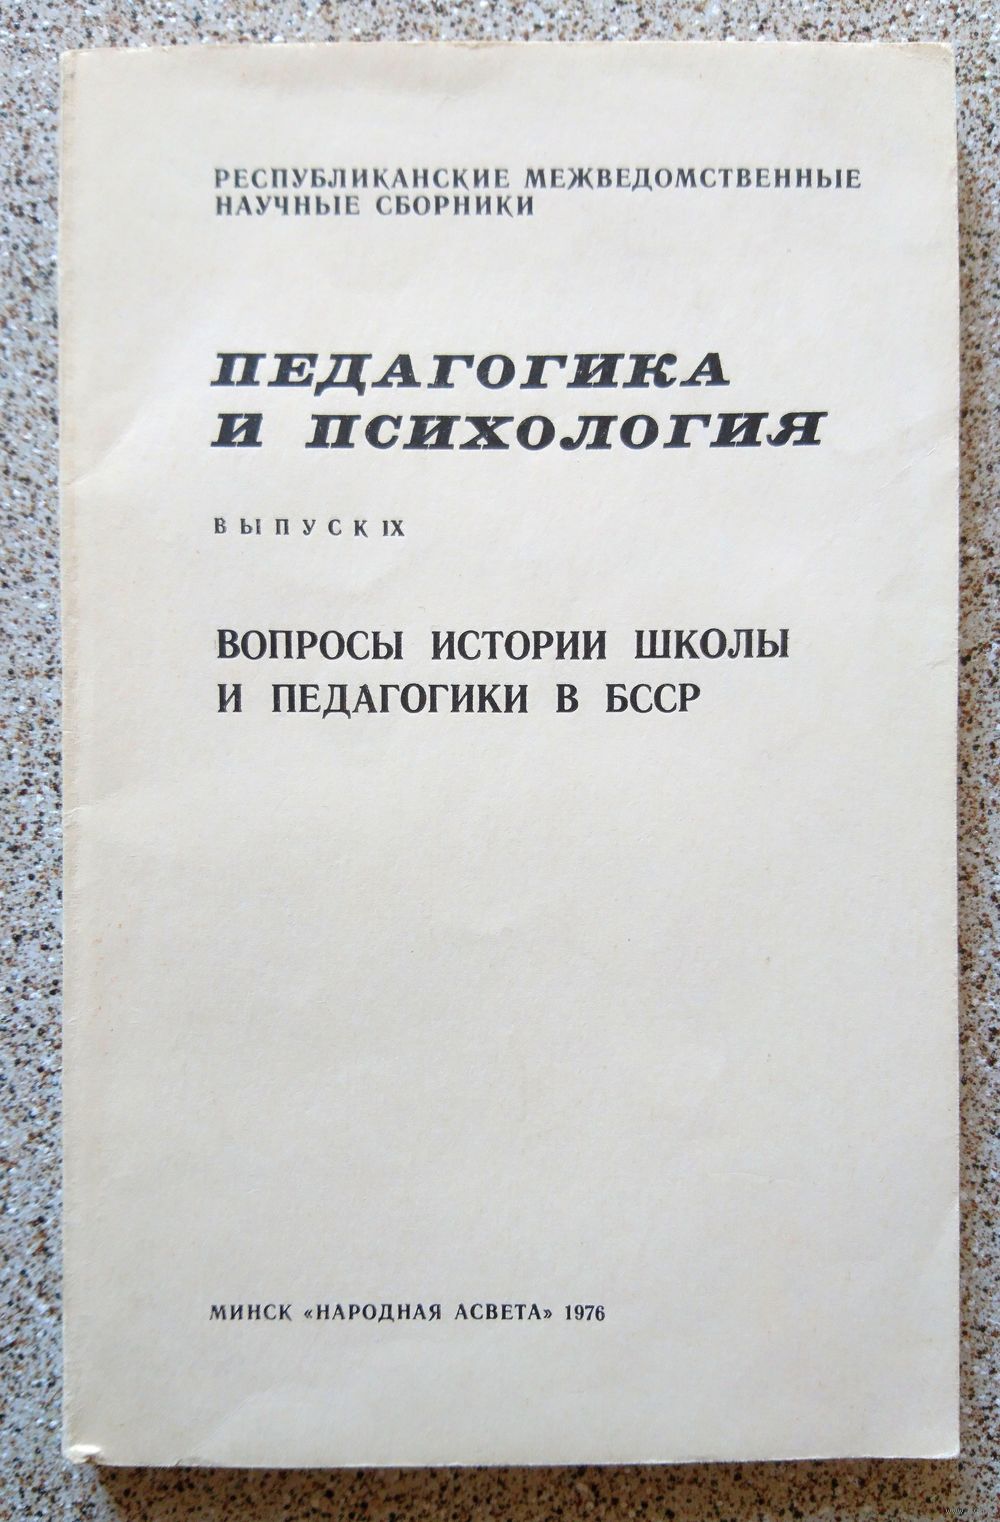 РЕСПУБЛИКАНСКИЕ МЕЖВЕДОМСТВЕННЫЕ
НАУЧНЫЕ СБОРНИКИ
ПЕДАГОГИКА
И ПСИХОЛОГИЯ
ВЫПУСК IX
ВОПРОСЫ ИСТОРИИ ШКОЛЫ
И ПЕДАГОГИКИ В БССР
МИНСК «НАРОДНАЯ АСВЕТА» 1976